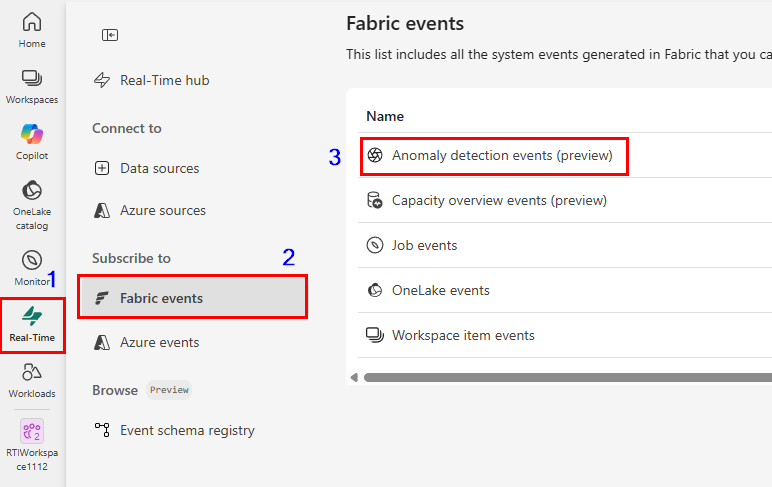 Home
Workspaces
Copilot
OneLake
catalog
Monitor
1
Real-Time
Workloads
2
RTIWorkspa
ce1112
Real-Time hub
Connect to
Data sources
Azure sources
Subscribe to
2
Fabric events
Azure events
Browse Preview
Event schema registry
Fabric events
This list includes all the system events generated in Fabric that you ca
Name
3
Anomaly detection events (preview)
Capacity overview events (preview)
Job events
OneLake events
Workspace item events